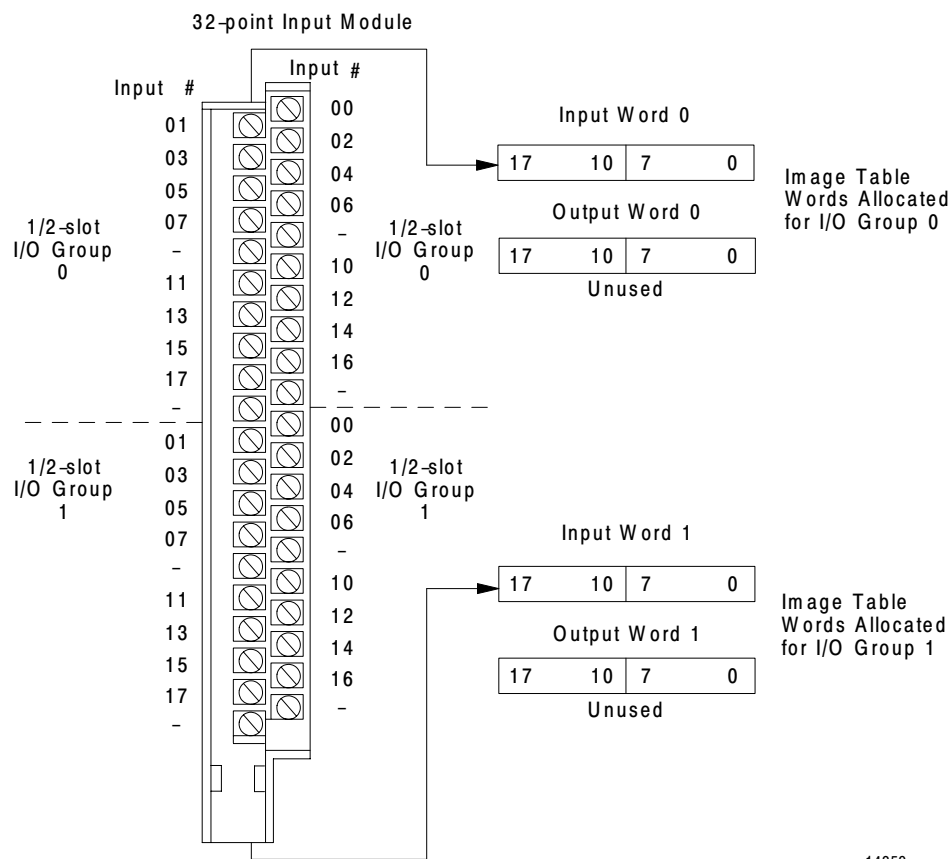 32-point Input Module
Input #
Input #
01
03
05
07
–
11
13
15
17
–
00
02
04
06
–
10
12
14
16
–
1/2-slot
I/O Group
0
1/2-slot
I/O Group
0
Input Word 0
17 10 7 0
Output Word 0
17 10 7 0
Unused
Image Table
Words Allocated
for I/O Group 0
01
03
05
07
–
11
13
15
17
–
00
02
04
06
–
10
12
14
16
–
1/2-slot
I/O Group
1
1/2-slot
I/O Group
1
Input Word 1
17 10 7 0
Output Word 1
17 10 7 0
Unused
Image Table
Words Allocated
for I/O Group 1